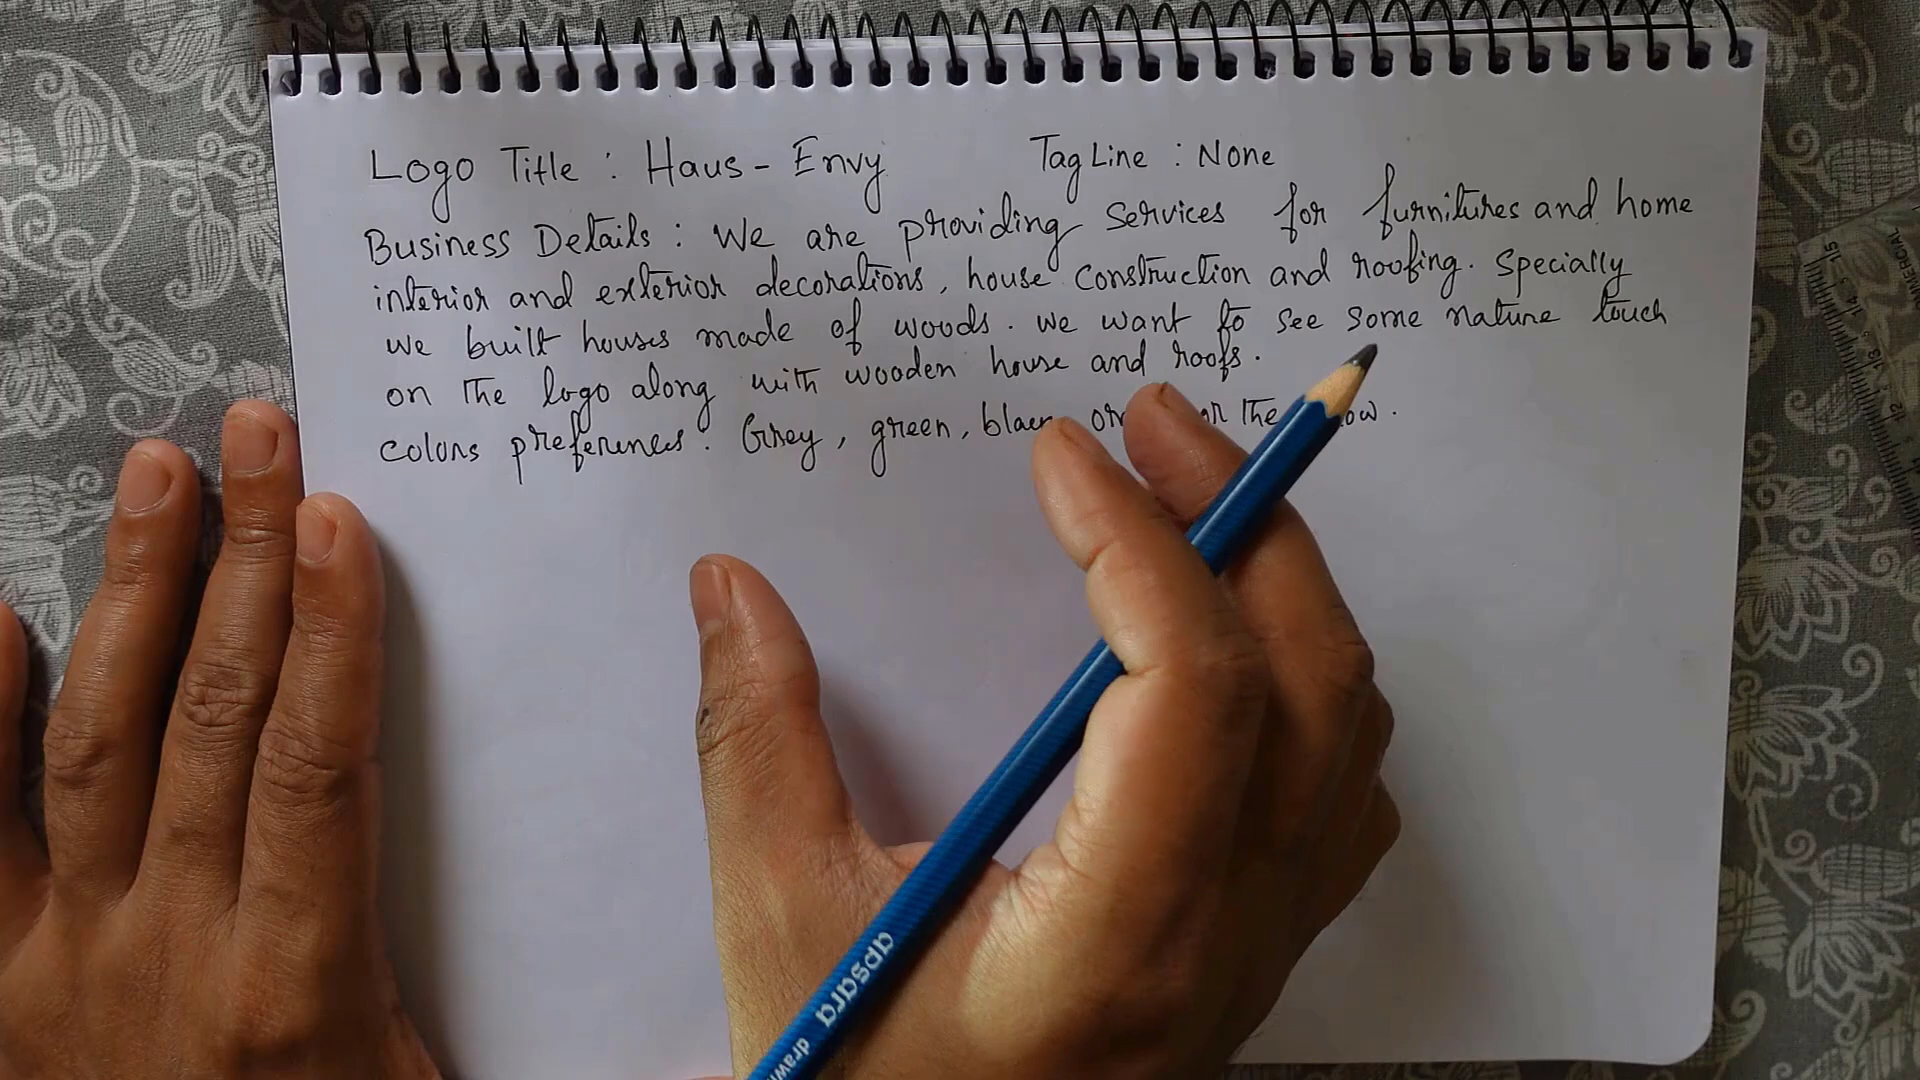 Logo Title : Haus - Envy Tag Line : None
Business Details : We are providing services for furnitures and home
interior and exterior decorations, house construction and roofing. Specially
we built houses made of woods. we want to see some nature touch
on the logo along with wooden house and roofs.
colors preferences : Grey, green, the
apsara